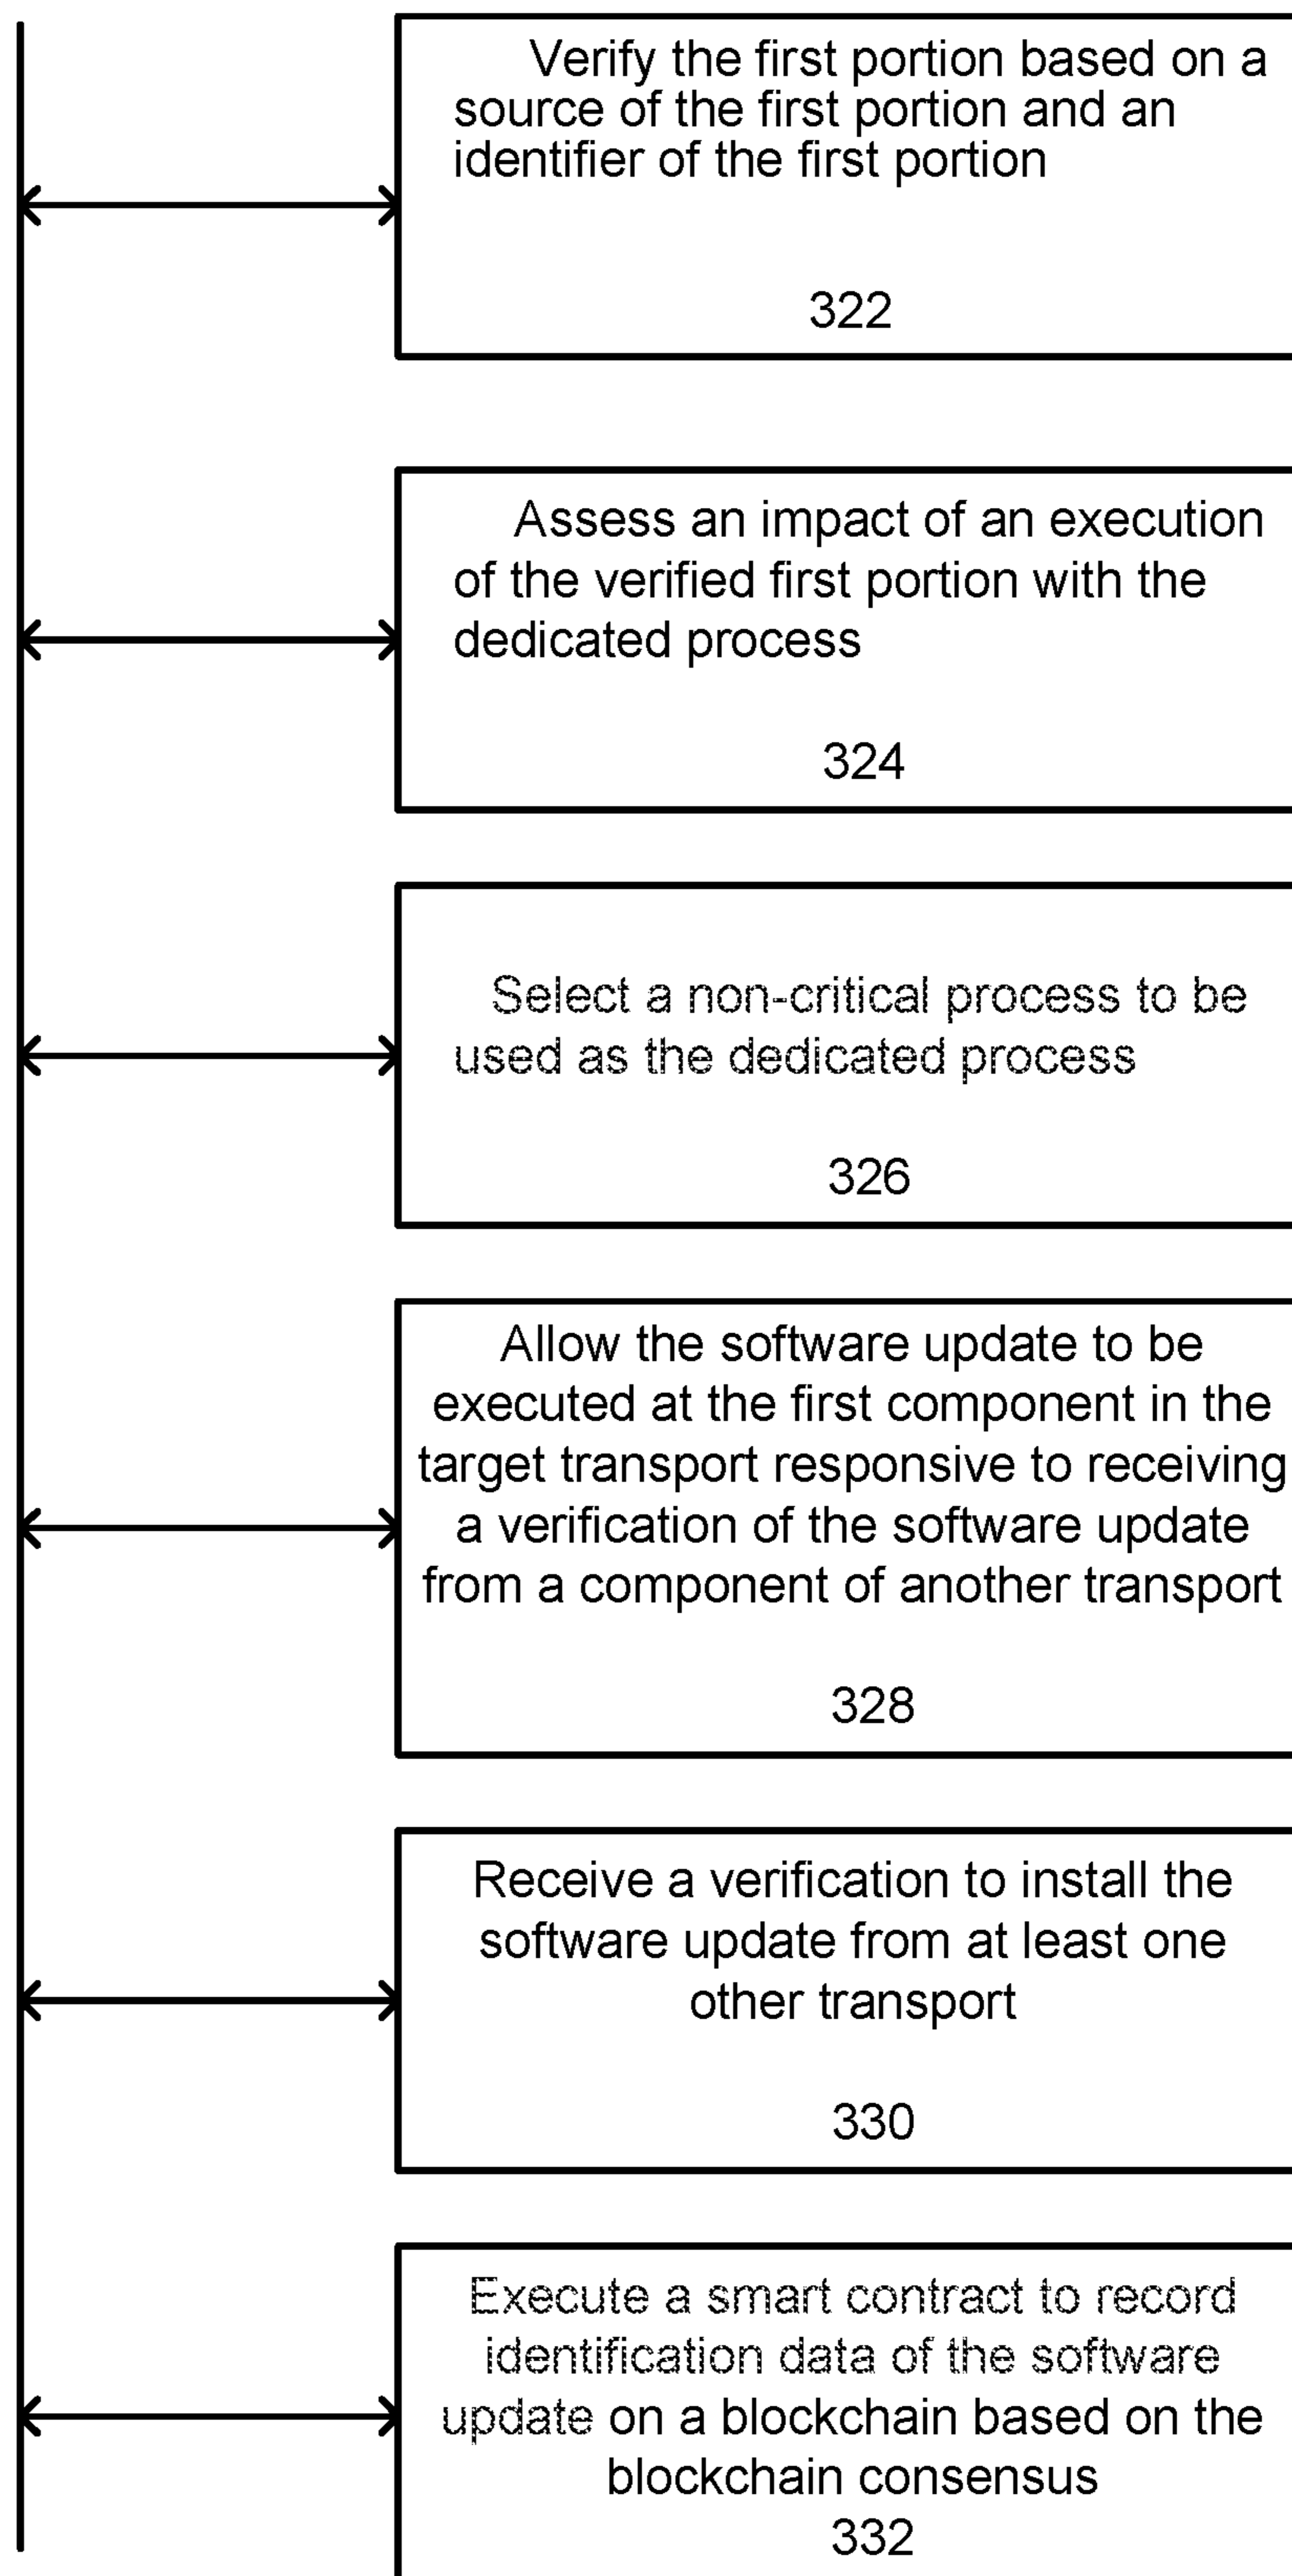 Verify the first portion based on a
source of the first portion and an
identifier of the first portion
322
Assess an impact of an execution
of the verified first portion with the
dedicated process
324
Select a non-critical process to be
used as the dedicated process
326
Allow the software update to be
executed at the first component in the
target transport responsive to receiving
a verification of the software update
from a component of another transport
328
Receive a verification to install the
software update from at least one
other transport
330
Execute a smart contract to record
identification data of the software
update on a blockchain based on the
blockchain consensus
332